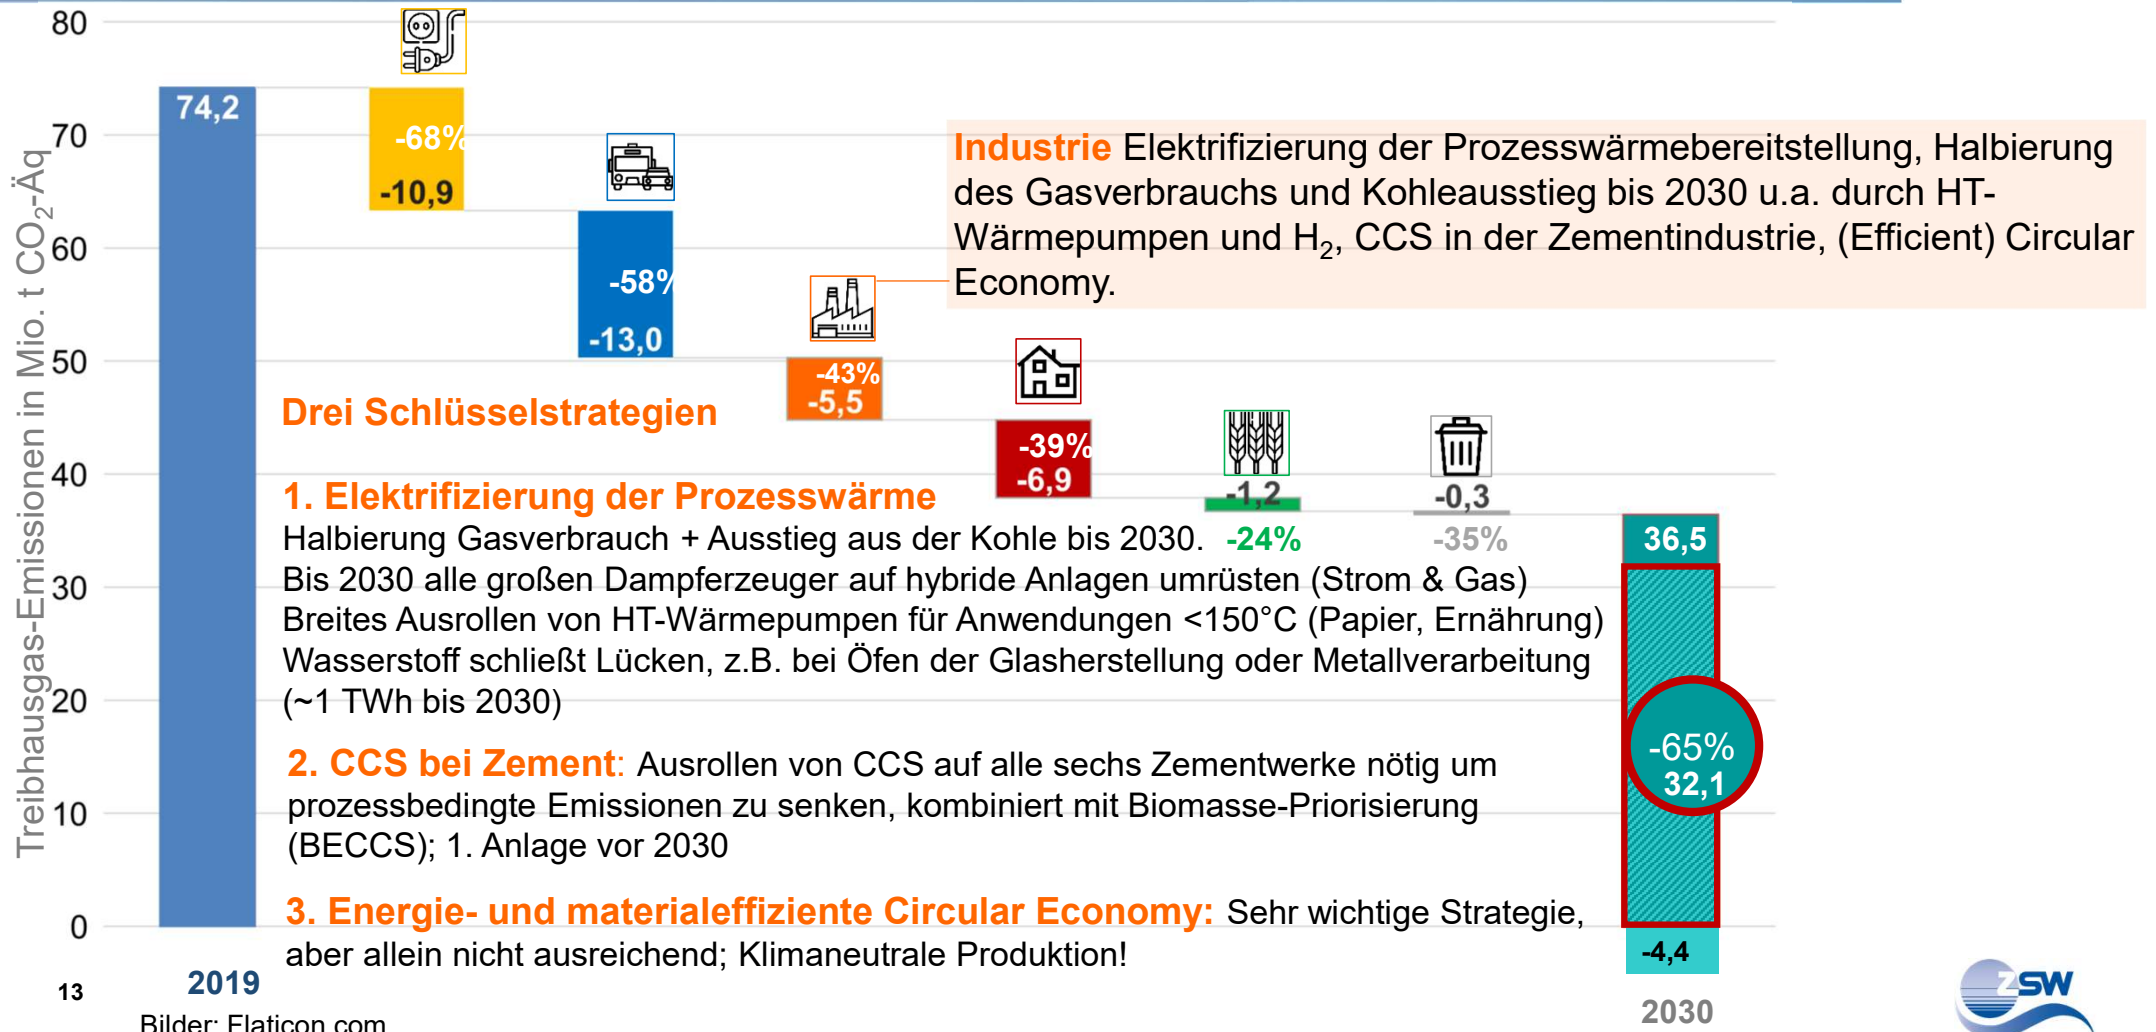 80
70
60
50
40
30
20
10
0
Treibhausgas-Emissionen in Mio. t CO₂-Äq
74,2
-68%
-10,9
-58%
-13,0
-43%
-5,5
-39%
-6,9
-1,2
-24%
-0,3
-35%
36,5
-65%
32,1
-4,4
Industrie Elektrifizierung der Prozesswärmebereitstellung, Halbierung
des Gasverbrauchs und Kohleausstieg bis 2030 u.a. durch HT-
Wärmepumpen und H₂, CCS in der Zementindustrie, (Efficient) Circular
Economy.
Drei Schlüsselstrategien
1. Elektrifizierung der Prozesswärme
Halbierung Gasverbrauch + Ausstieg aus der Kohle bis 2030.
Bis 2030 alle großen Dampferzeuger auf hybride Anlagen umrüsten (Strom & Gas)
Breites Ausrollen von HT-Wärmepumpen für Anwendungen <150°C (Papier, Ernährung)
Wasserstoff schließt Lücken, z.B. bei Öfen der Glasherstellung oder Metallverarbeitung
(~1 TWh bis 2030)
2. CCS bei Zement: Ausrollen von CCS auf alle sechs Zementwerke nötig um
prozessbedingte Emissionen zu senken, kombiniert mit Biomasse-Priorisierung
(BECCS); 1. Anlage vor 2030
3. Energie- und materialeffiziente Circular Economy: Sehr wichtige Strategie,
aber allein nicht ausreichend; Klimaneutrale Produktion!
2019
2030
13
Bilder: Flaticon.com
ZSW